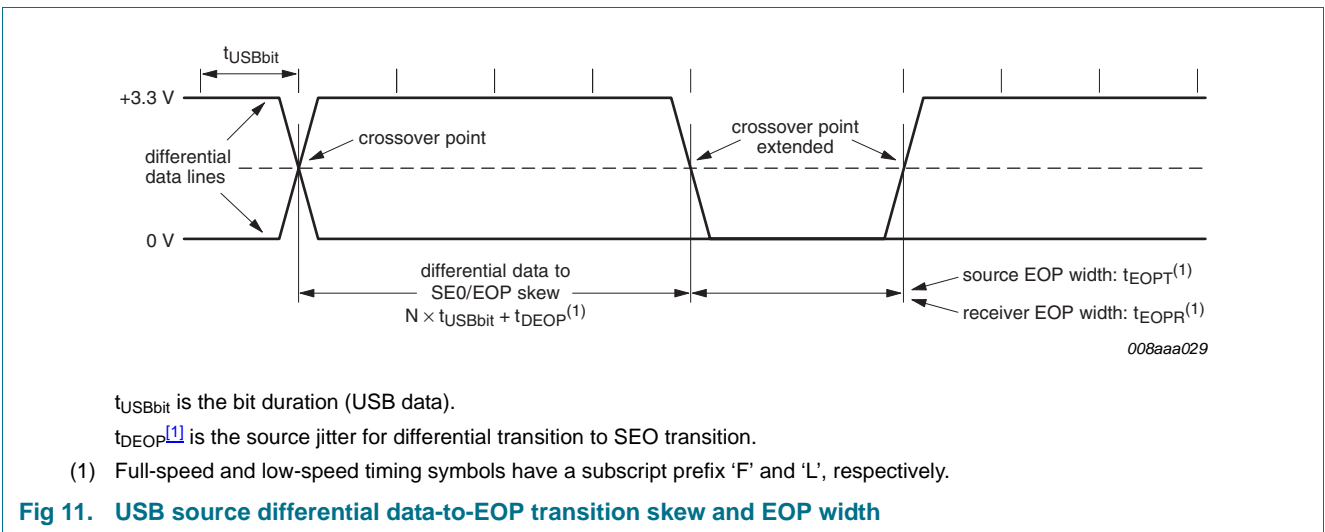 tUSBbit
+3.3 V
crossover point
crossover point
extended
differential
data lines
0 V
differential data to
SE0/EOP skew
N × tUSBbit + tDEOP(1)
source EOP width: tEOPT(1)
receiver EOP width: tEOPR(1)
008aaa029
tUSBbit is the bit duration (USB data).
tDEOP[1] is the source jitter for differential transition to SEO transition.
(1) Full-speed and low-speed timing symbols have a subscript prefix ‘F’ and ‘L’, respectively.
Fig 11. USB source differential data-to-EOP transition skew and EOP width